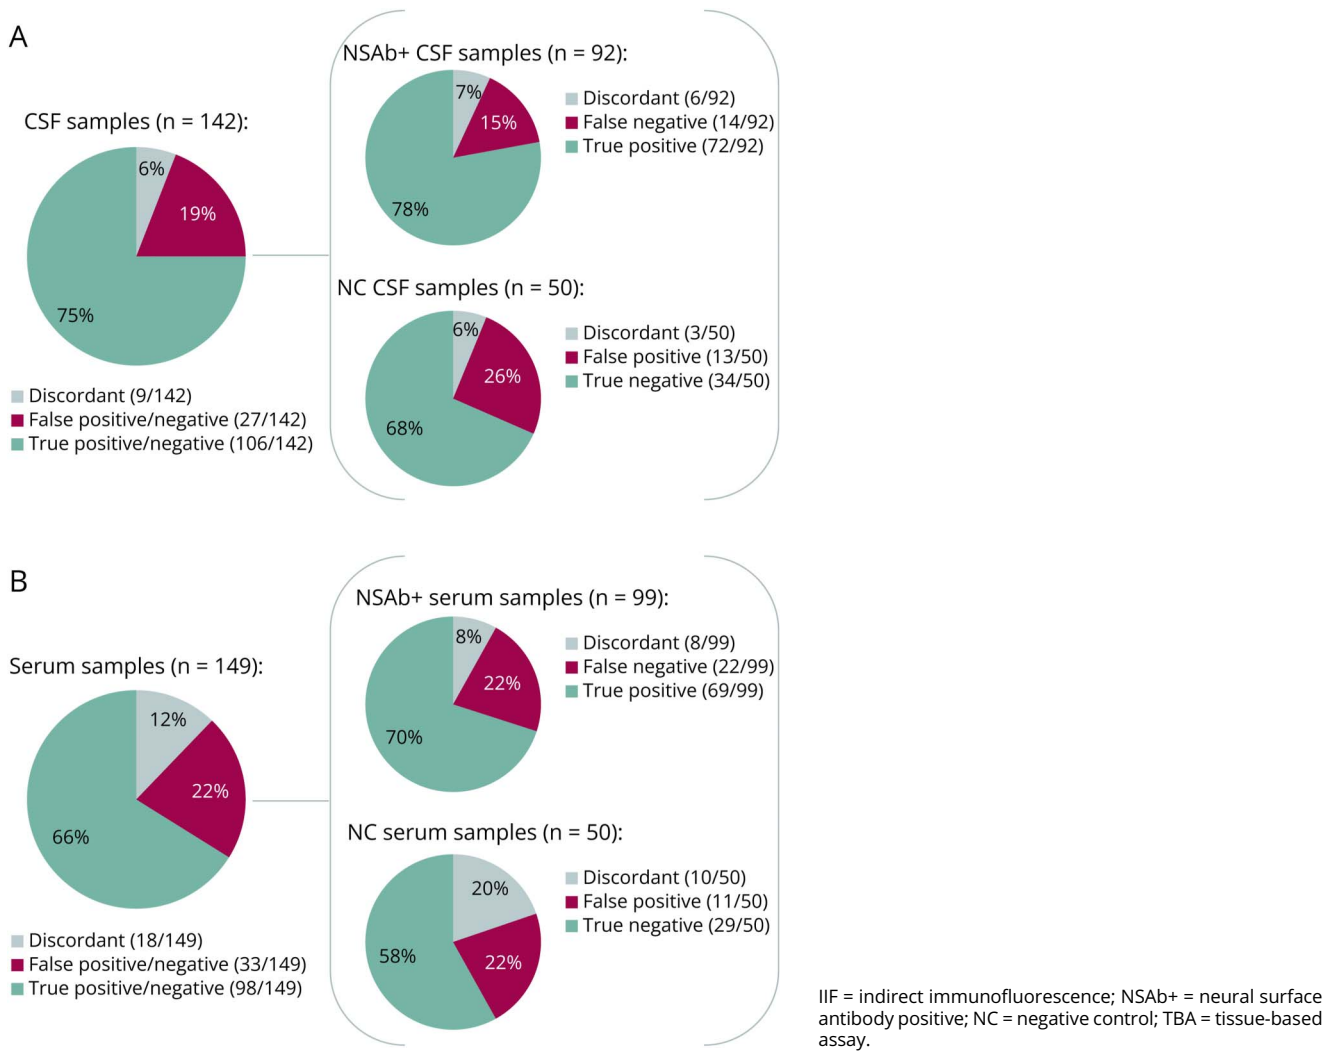 A
CSF samples (n = 142):
6%
19%
75%
Discordant (9/142)
False positive/negative (27/142)
True positive/negative (106/142)
NSAb+ CSF samples (n = 92):
7%
15%
78%
Discordant (6/92)
False negative (14/92)
True positive (72/92)
NC CSF samples (n = 50):
6%
26%
68%
Discordant (3/50)
False positive (13/50)
True negative (34/50)
B
Serum samples (n = 149):
12%
22%
66%
Discordant (18/149)
False positive/negative (33/149)
True positive/negative (98/149)
NSAb+ serum samples (n = 99):
8%
22%
70%
Discordant (8/99)
False negative (22/99)
True positive (69/99)
NC serum samples (n = 50):
20%
22%
58%
Discordant (10/50)
False positive (11/50)
True negative (29/50)
IIF = indirect immunofluorescence; NSAb+ = neural surface
antibody positive; NC = negative control; TBA = tissue-based
assay.